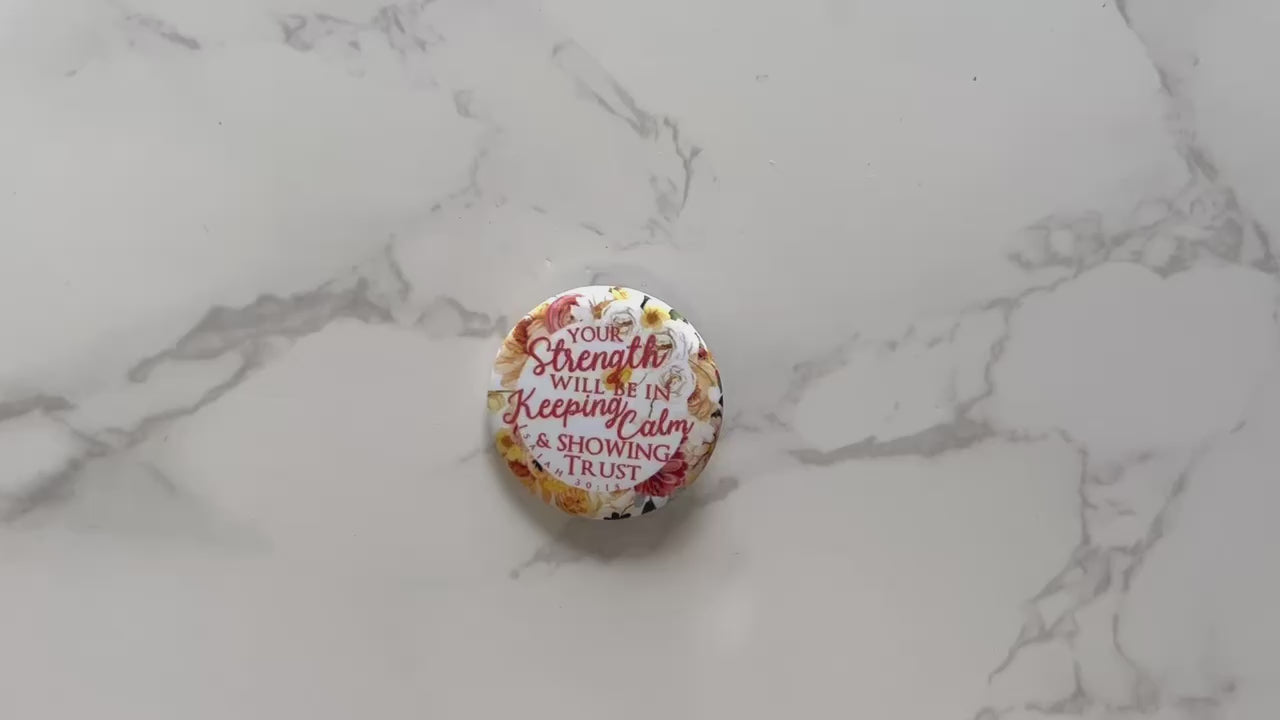 YOUR
Strength
WILL BE IN
Keeping
Calm
& SHOWING
TRUST
ISAIAH 30:15